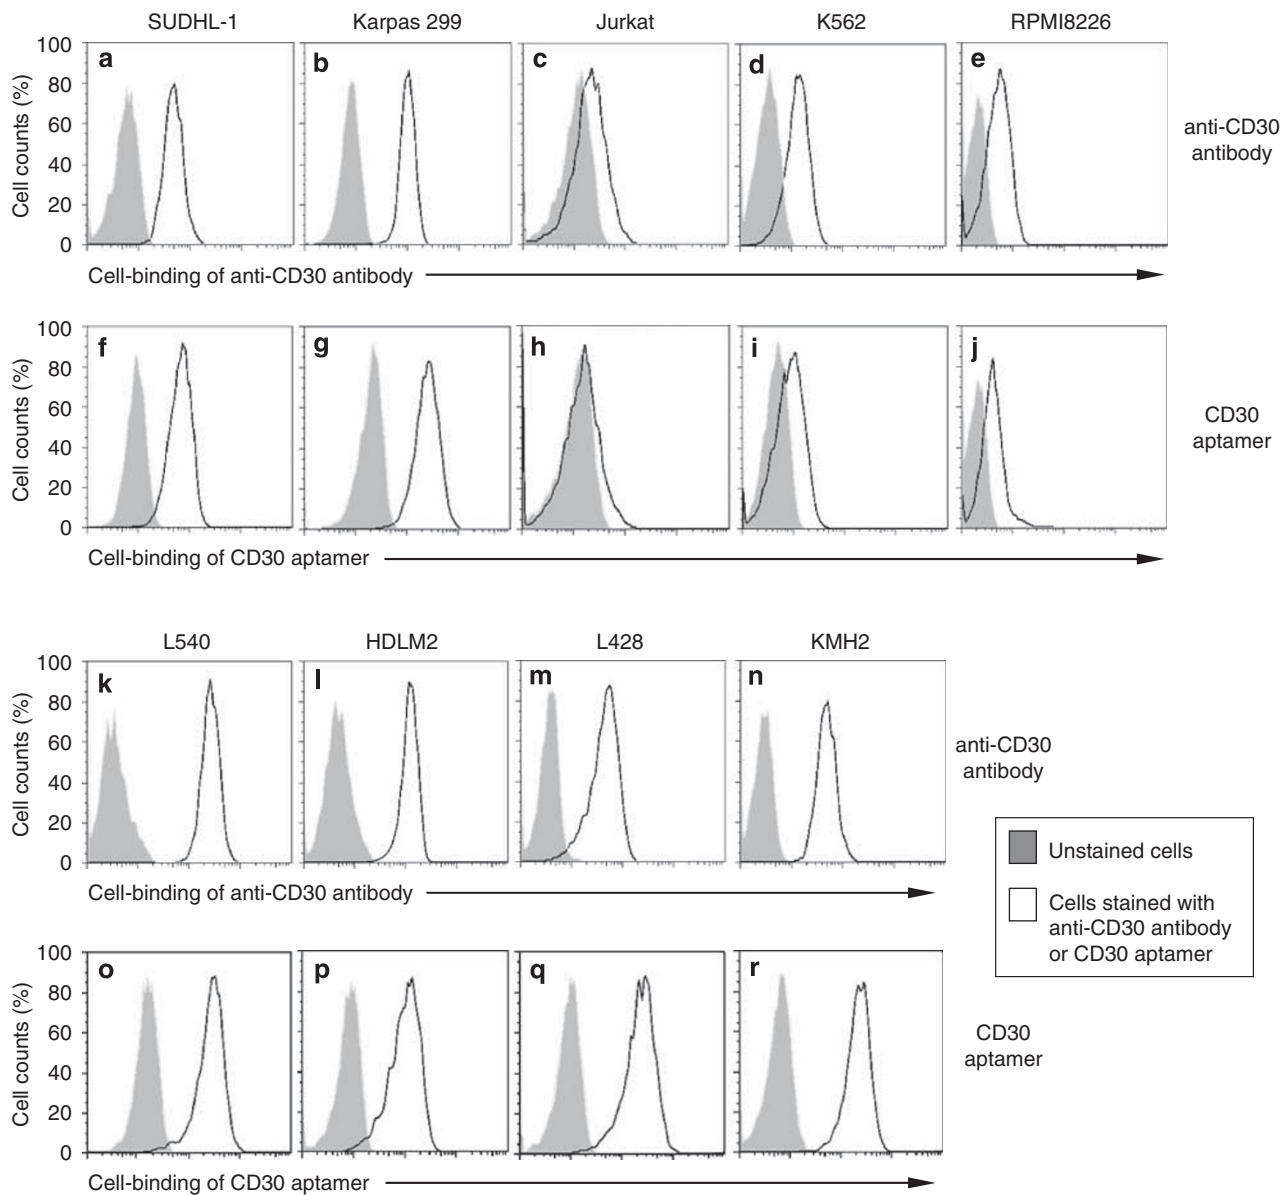 SUDHL-1 Karpas 299 Jurkat K562 RPMI8226
a b c d e
Cell counts (%)
100
80
60
40
20
0
anti-CD30
antibody
Cell-binding of anti-CD30 antibody
f g h i j
Cell counts (%)
100
80
60
40
20
0
CD30
aptamer
Cell-binding of CD30 aptamer
L540 HDLM2 L428 KMH2
k l m n
Cell counts (%)
100
80
60
40
20
0
anti-CD30
antibody
Cell-binding of anti-CD30 antibody
Unstained cells
Cells stained with
anti-CD30 antibody
or CD30 aptamer
o p q r
Cell counts (%)
100
80
60
40
20
0
CD30
aptamer
Cell-binding of CD30 aptamer